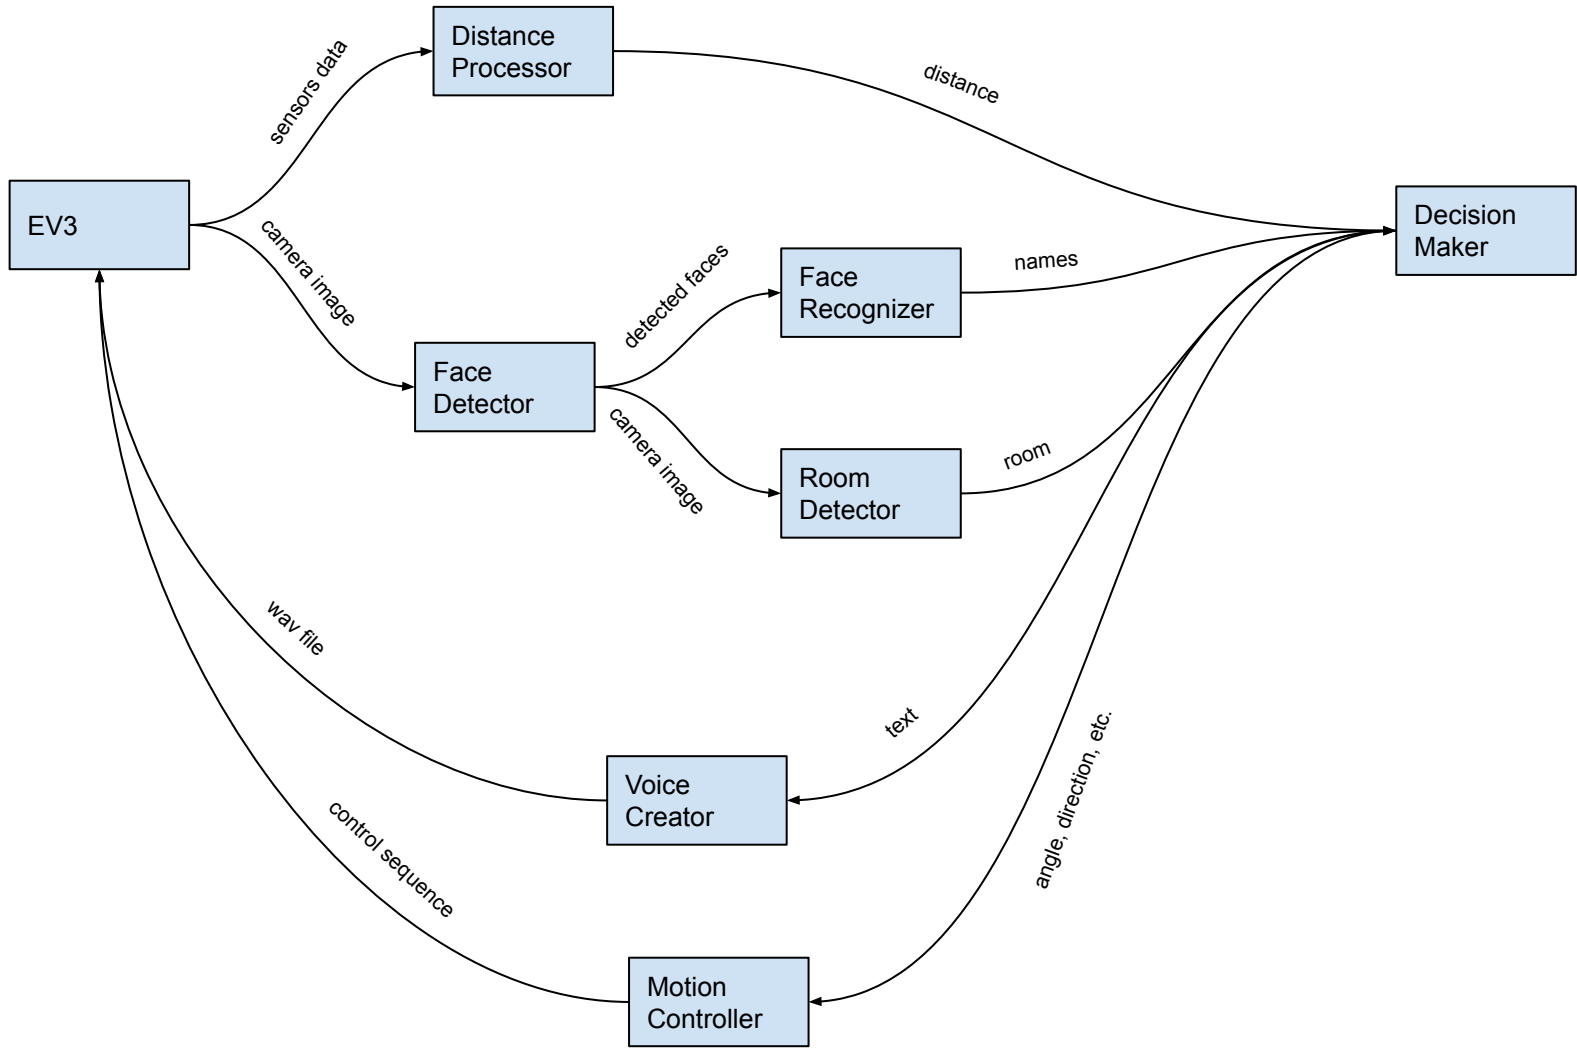 Distance
Processor
sensors data
distance
EV3
Decision
Maker
camera image
detected faces
Face
Recognizer
names
Face
Detector
camera image
Room
Detector
room
wav file
text
angle, direction, etc.
Voice
Creator
control sequence
Motion
Controller